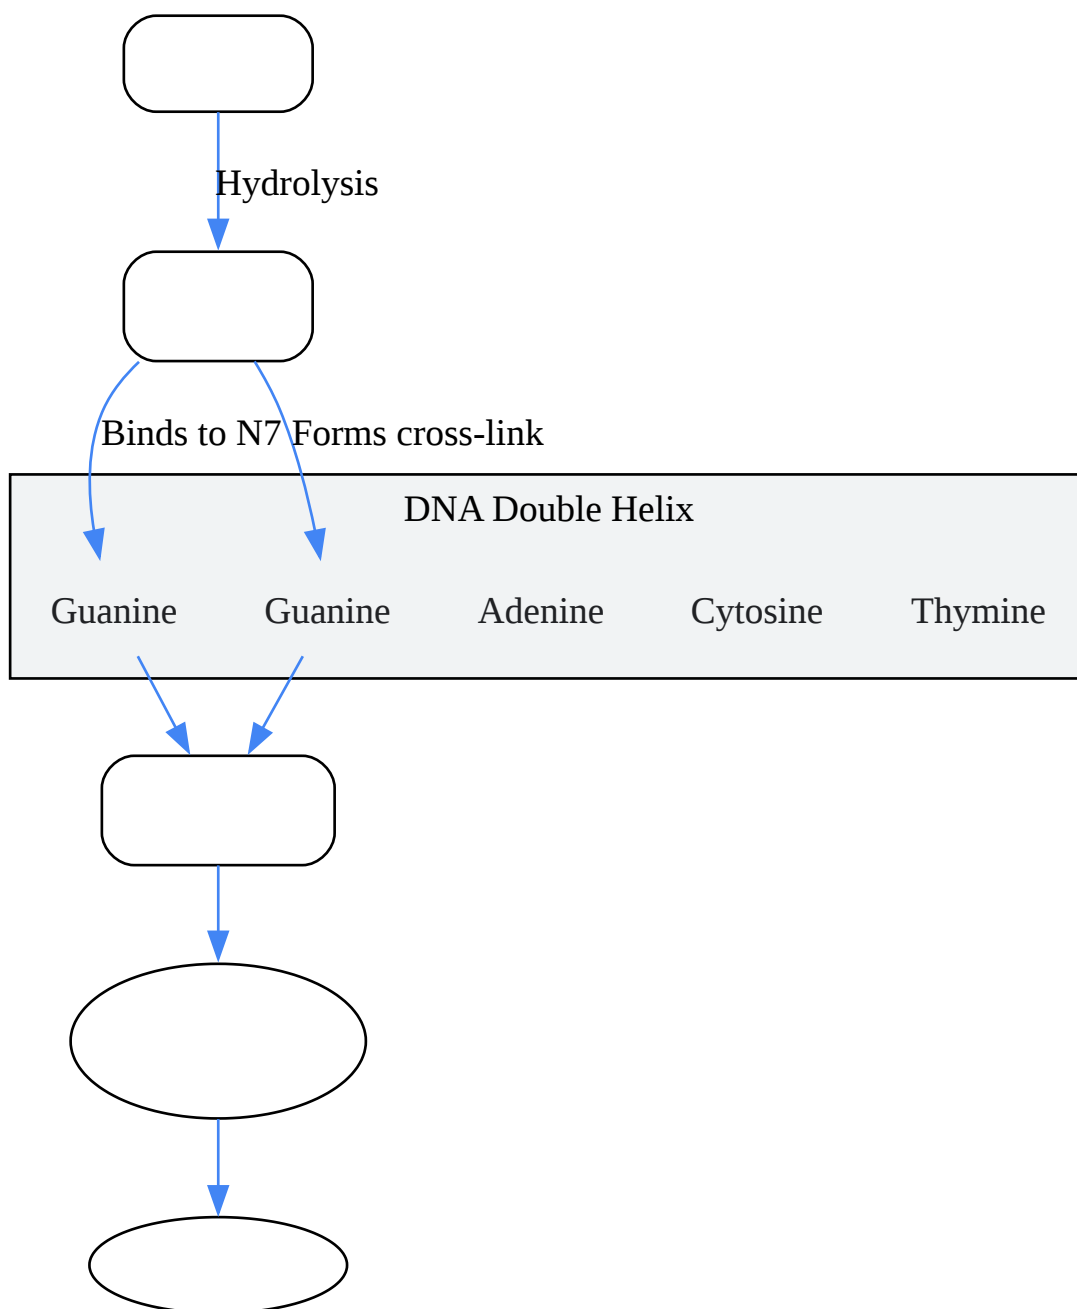 Hydrolysis
Binds to N7 Forms cross-link
DNA Double Helix
Guanine Guanine Adenine Cytosine Thymine